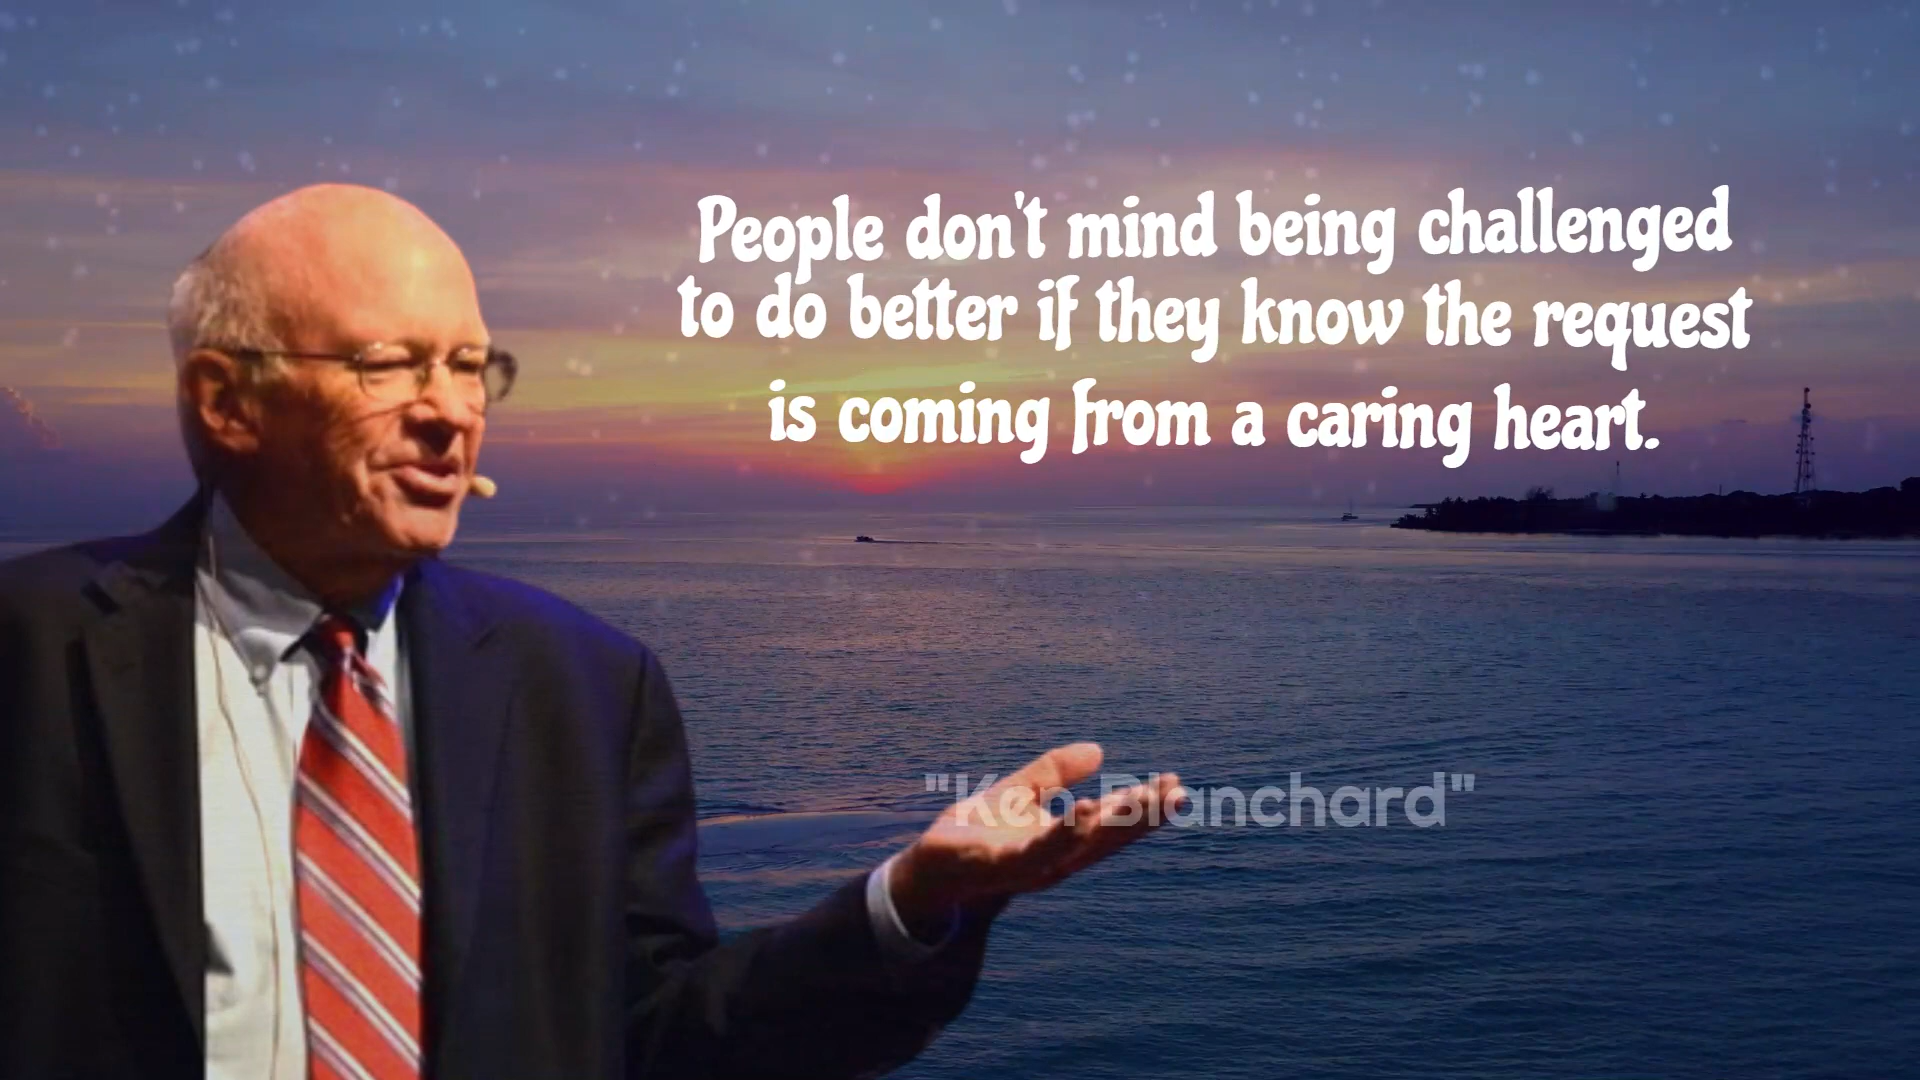 People don't mind being challenged
to do better if they know the request
is coming from a caring heart.
"Ken Blanchard"